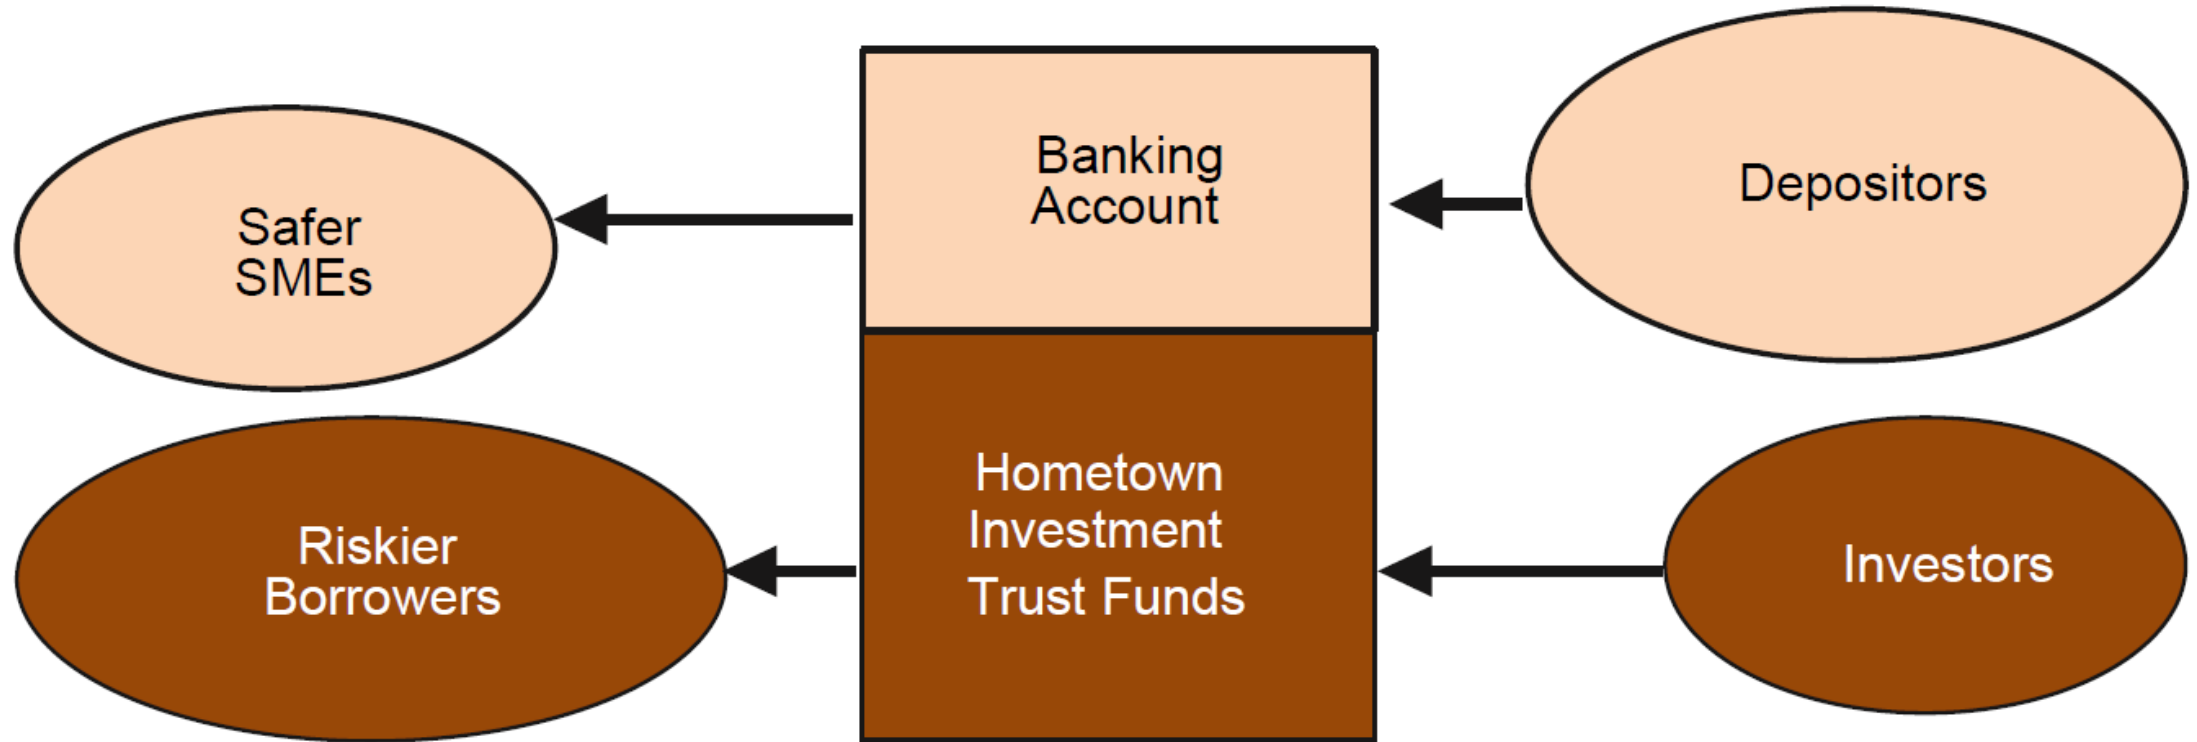 Safer
SMEs
Banking
Account
Depositors
Riskier
Borrowers
Hometown
Investment
Trust Funds
Investors